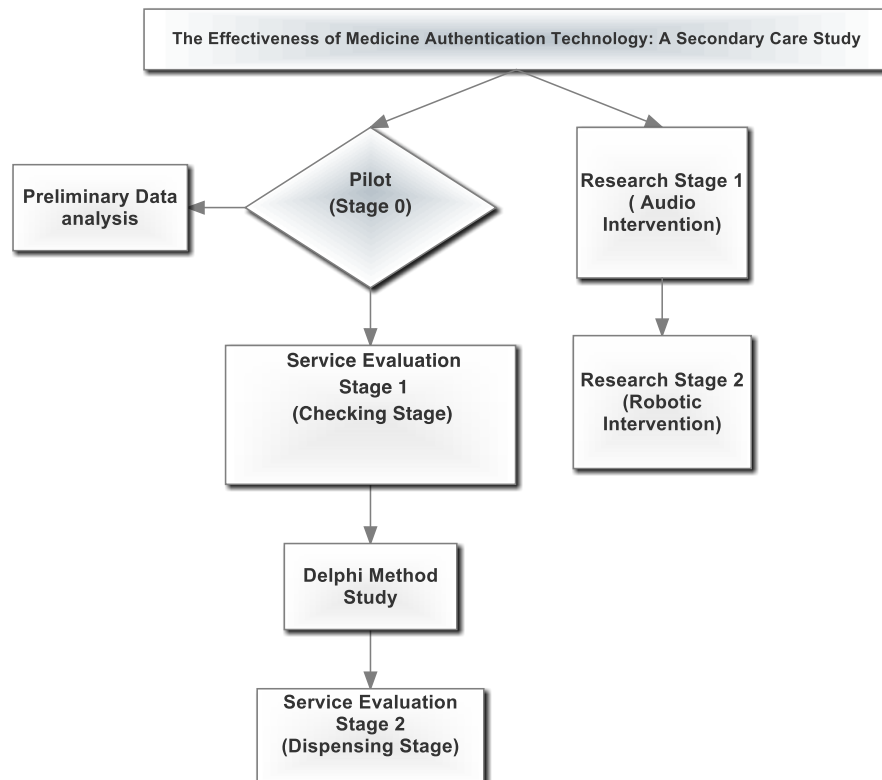 The Effectiveness of Medicine Authentication Technology: A Secondary Care Study
Pilot
(Stage 0)
Preliminary Data
analysis
Research Stage 1
( Audio
Intervention)
Service Evaluation
Stage 1
(Checking Stage)
Research Stage 2
(Robotic
Intervention)
Delphi Method
Study
Service Evaluation
Stage 2
(Dispensing Stage)